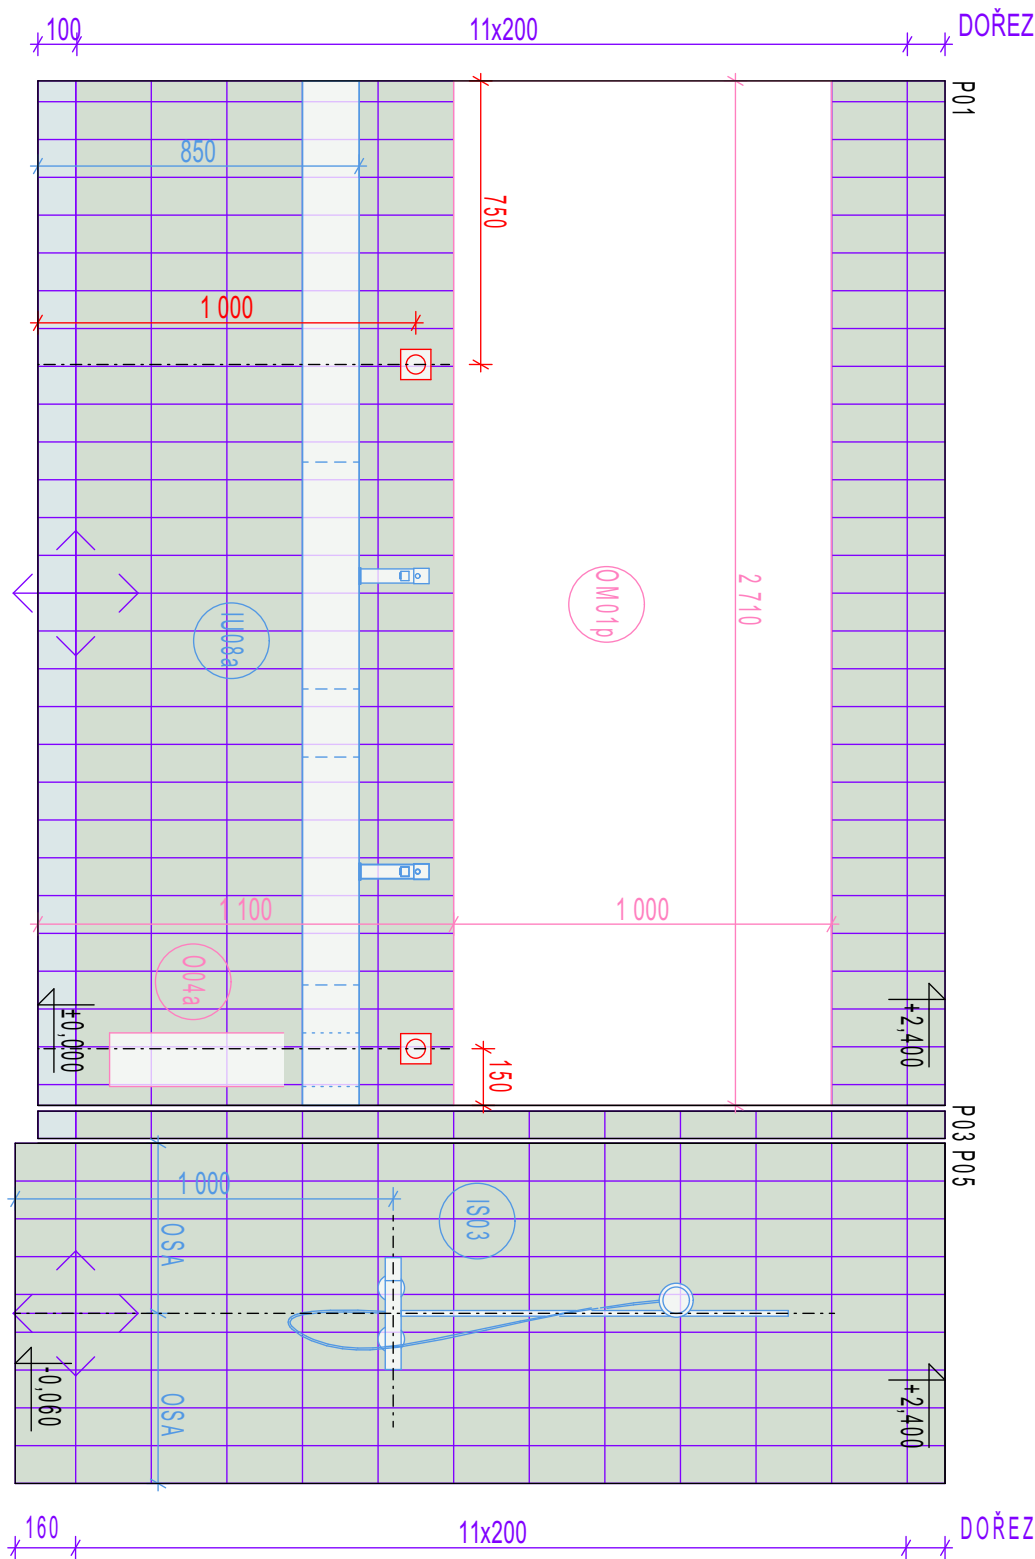 100
11x200
DOŘEZ
P01
850
750
1 000
OM01p
2 710
IU08a
1 100
1 000
O04a
±0,000
+2,400
150
P03 P05
1 000
IS03
OSA
OSA
-0,060
+2,400
160
11x200
DOŘEZ